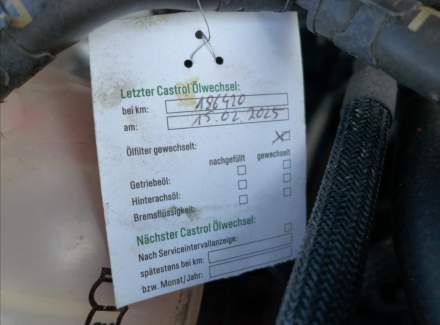 Letzter Castrol Ölwechsel:
bei km: 186420
am: 15.02.2025
Ölfilter gewechselt:
nachgefüllt gewechselt
Getriebeöl:
Hinterachsöl:
Bremsflüssigkeit:
Nächster Castrol Ölwechsel:
Nach Serviceintervallanzeige:
spätestens bei km:
bzw. Monat/Jahr: